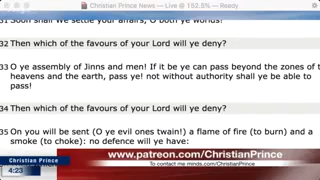 Christian Prince News — Live @ 152.5% — Ready
31 Soon shall We settle your affairs, O both ye worlds!
32 Then which of the favours of your Lord will ye deny?
33 O ye assembly of Jinns and men! If it be ye can pass beyond the zones of t
heavens and the earth, pass ye! not without authority shall ye be able to
pass!
34 Then which of the favours of your Lord will ye deny?
35 On you will be sent (O ye evil ones twain!) a flame of fire (to burn) and a
smoke (to choke): no defence will ye have:
Christian Prince
4:23
www.patreon.com/ChristianPrince
To contact me minds.com/ChristianPrince